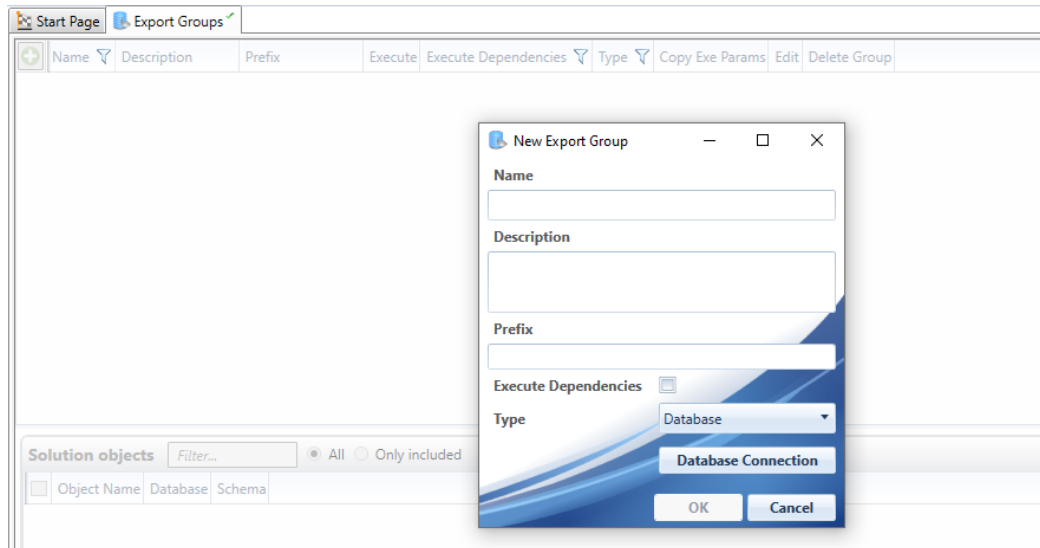 Start Page Export Groups
Name Description Prefix Execute Execute Dependencies Type Copy Exe Params Edit Delete Group
New Export Group
Name
Description
Prefix
Execute Dependencies
Type Database
Database Connection
OK Cancel
Solution objects Filter... All Only included
Object Name Database Schema